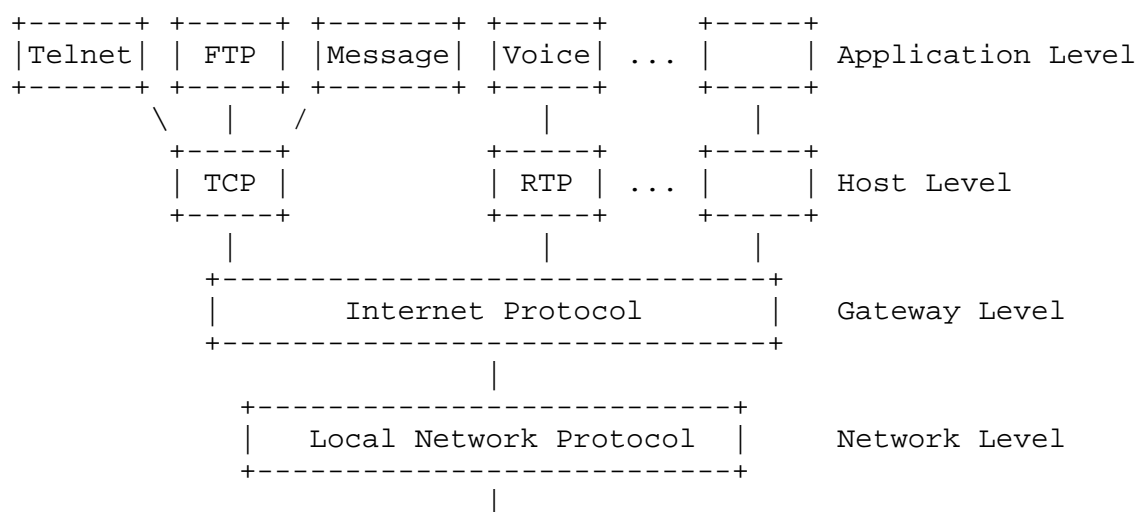 Telnet FTP Message Voice ... Application Level
TCP RTP ... Host Level
Internet Protocol Gateway Level
Local Network Protocol Network Level